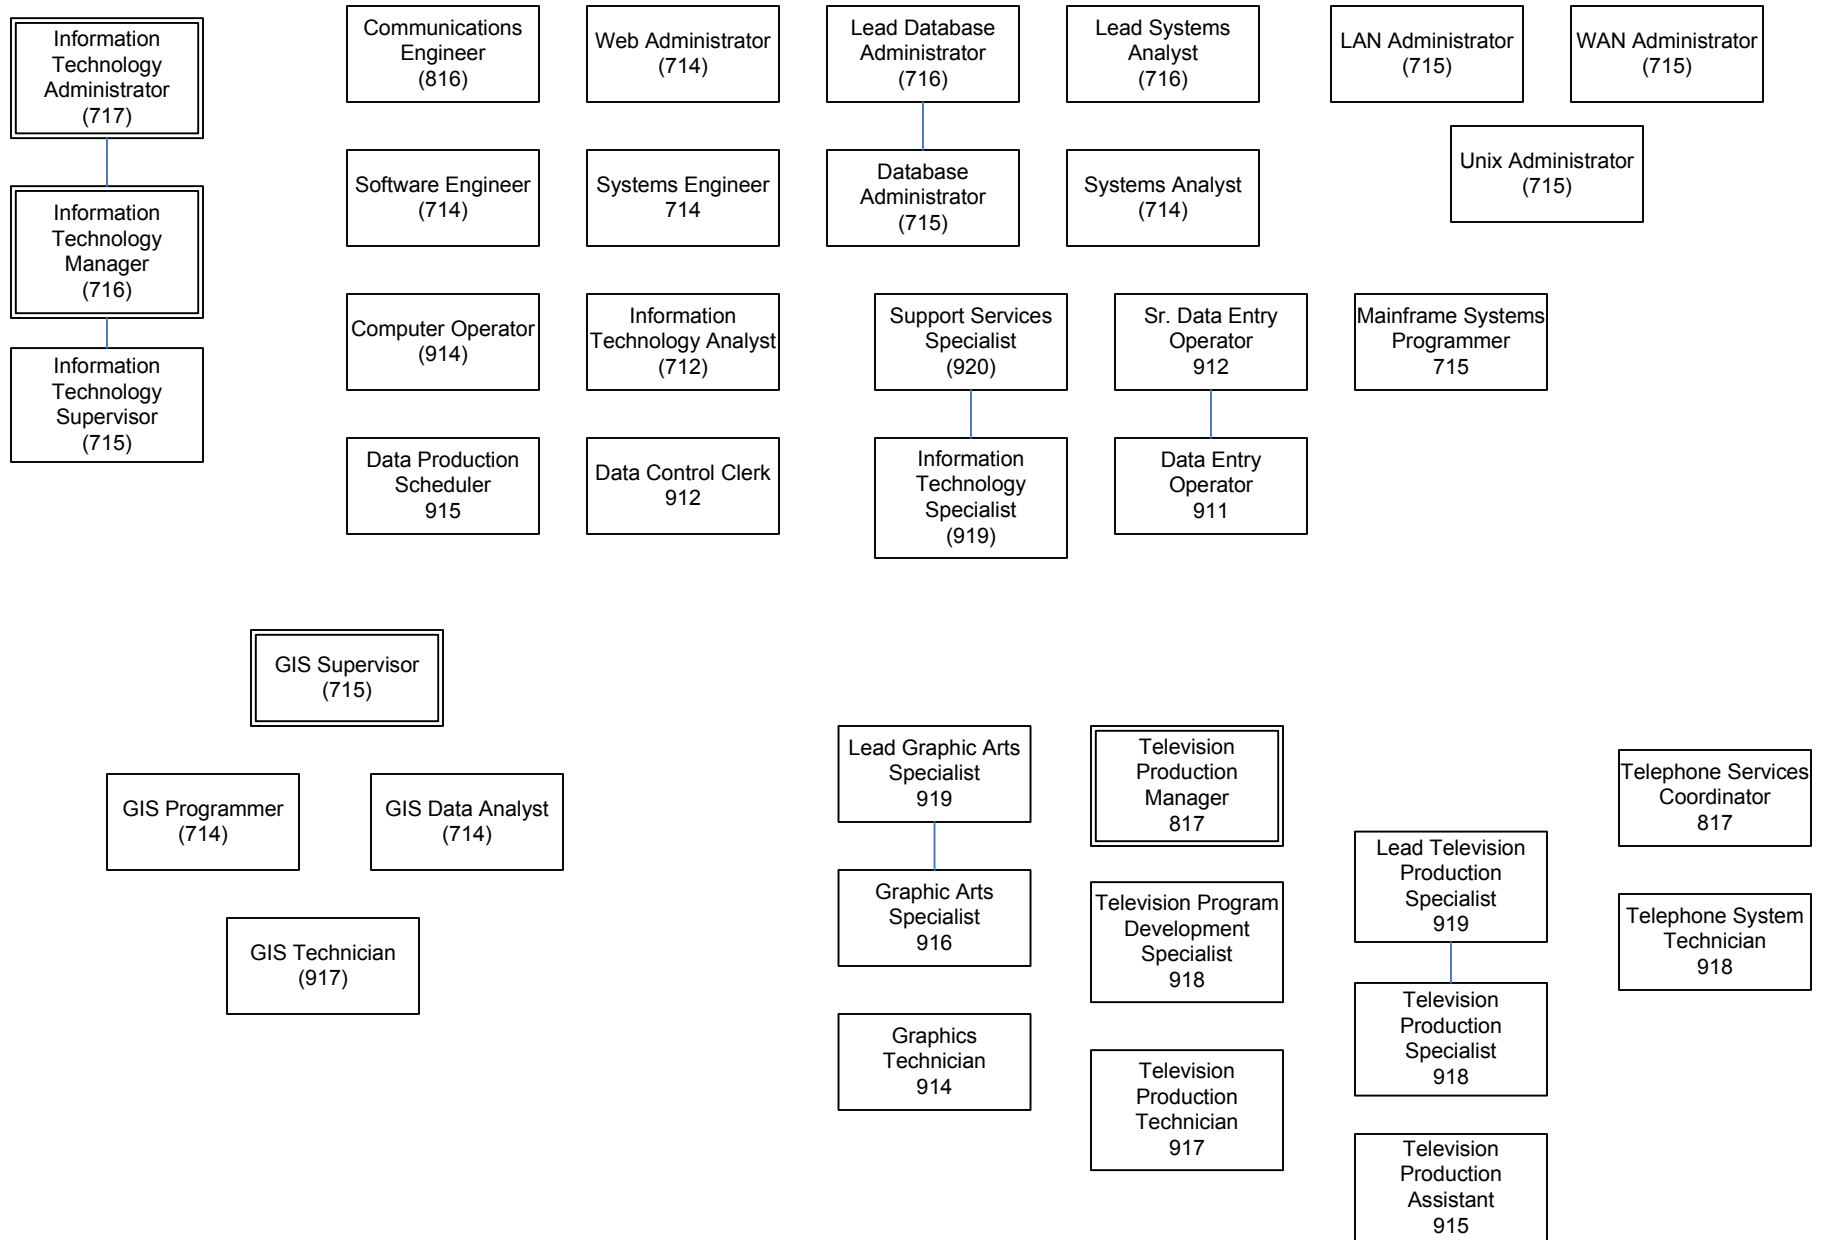 Information
Technology
Administrator
(717)
Information
Technology
Manager
(716)
Information
Technology
Supervisor
(715)
Communications
Engineer
(816)
Web Administrator
(714)
Lead Database
Administrator
(716)
Lead Systems
Analyst
(716)
LAN Administrator
(715)
WAN Administrator
(715)
Unix Administrator
(715)
Software Engineer
(714)
Systems Engineer
714
Database
Administrator
(715)
Systems Analyst
(714)
Computer Operator
(914)
Information
Technology Analyst
(712)
Support Services
Specialist
(920)
Sr. Data Entry
Operator
912
Mainframe Systems
Programmer
715
Data Production
Scheduler
915
Data Control Clerk
912
Information
Technology
Specialist
(919)
Data Entry
Operator
911
GIS Supervisor
(715)
GIS Programmer
(714)
GIS Data Analyst
(714)
GIS Technician
(917)
Lead Graphic Arts
Specialist
919
Graphic Arts
Specialist
916
Graphics
Technician
914
Television
Production
Manager
817
Television Program
Development
Specialist
918
Television
Production
Technician
917
Lead Television
Production
Specialist
919
Television
Production
Specialist
918
Television
Production
Assistant
915
Telephone Services
Coordinator
817
Telephone System
Technician
918